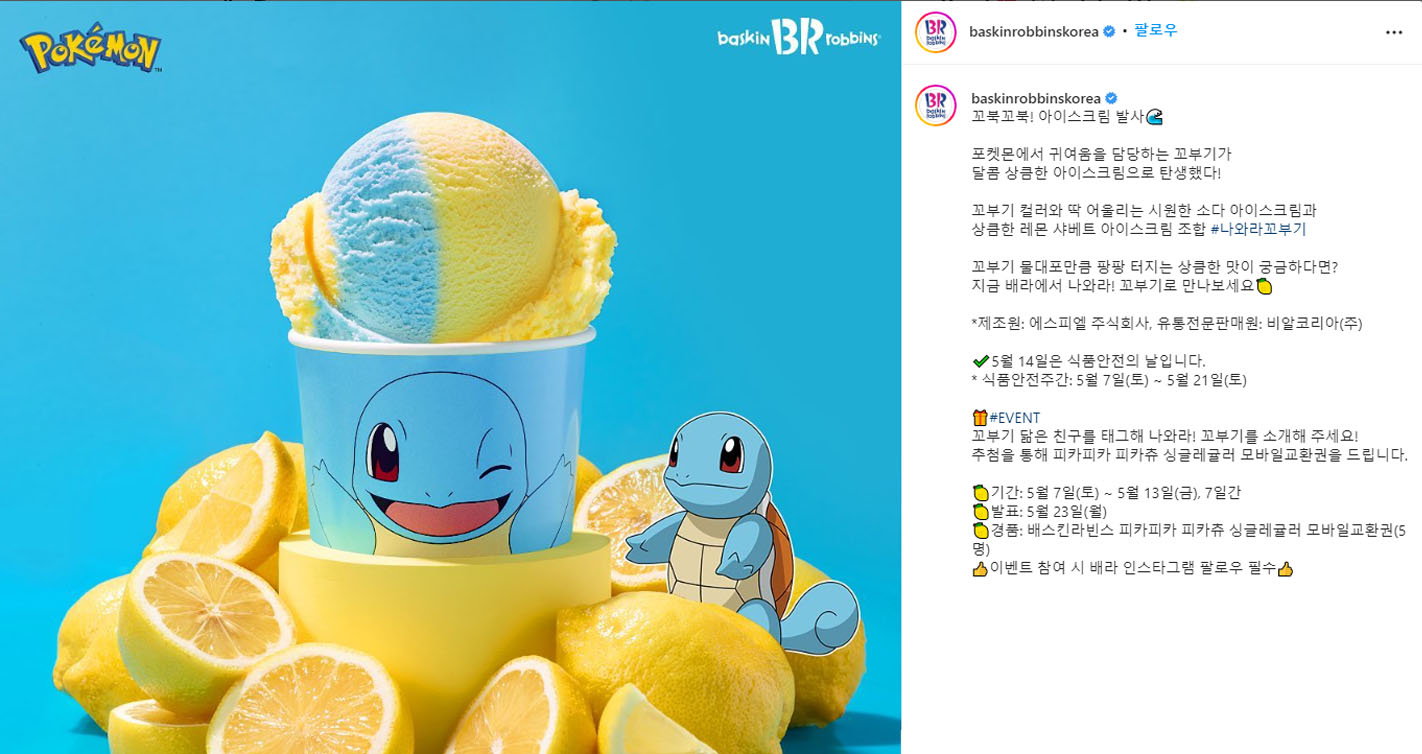 POKéMON TM
baskin BR robbins
baskinrobbinskorea • 팔로우
BR
baskin
robbins
baskinrobbinskorea
BR
baskin
robbins
꼬북꼬북! 아이스크림 발사🌊
포켓몬에서 귀여움을 담당하는 꼬부기가
달콤 상큼한 아이스크림으로 탄생했다!
꼬부기 컬러와 딱 어울리는 시원한 소다 아이스크림과
상큼한 레몬 샤베트 아이스크림 조합 #나와라꼬부기
꼬부기 물대포만큼 팡팡 터지는 상큼한 맛이 궁금하다면?
지금 배라에서 나와라! 꼬부기로 만나보세요🍋
*제조원: 에스피엘 주식회사, 유통전문판매원: 비알코리아(주)
✔5월 14일은 식품안전의 날입니다.
* 식품안전주간: 5월 7일(토) ~ 5월 21일(토)
🎁#EVENT
꼬부기 닮은 친구를 태그해 나와라! 꼬부기를 소개해 주세요!
추첨을 통해 피카피카 피카츄 싱글레귤러 모바일교환권을 드립니다.
🍋기간: 5월 7일(토) ~ 5월 13일(금), 7일간
🍋발표: 5월 23일(월)
🍋경품: 배스킨라빈스 피카피카 피카츄 싱글레귤러 모바일교환권(5
명)
👍이벤트 참여 시 배라 인스타그램 팔로우 필수👍